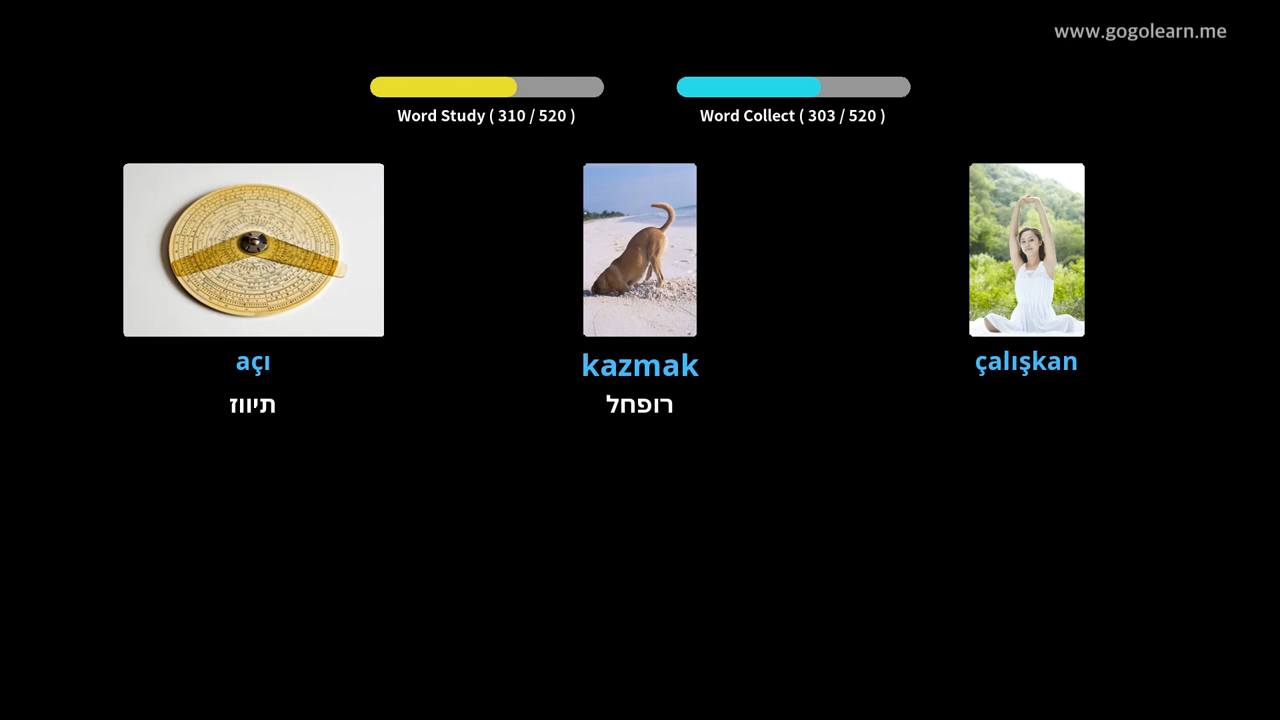 www.gogolearn.me
Word Study ( 310 / 520 )
Word Collect ( 303 / 520 )
açı
kazmak
çalışkan
תיווז
רופחל